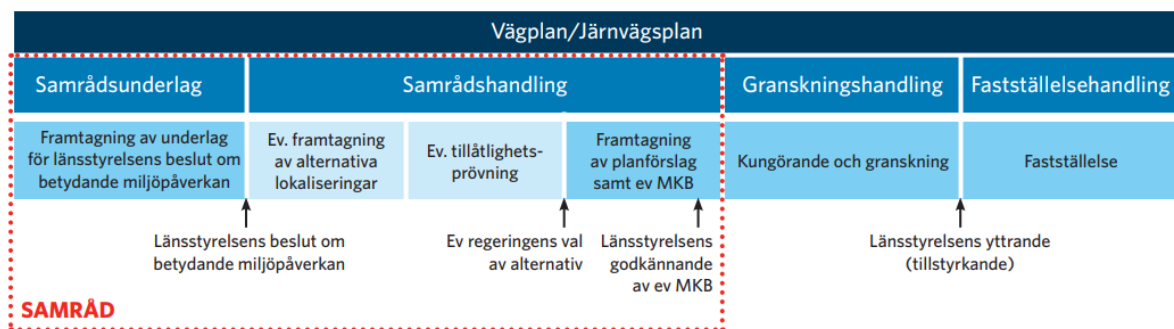 Vägplan/Järnvägsplan
Samrådsunderlag
Samrådshandling
Granskningshandling
Fastställelsehandling
Framtagning av underlag
för länsstyrelsens beslut om
betydande miljöpåverkan
Ev. framtagning
av alternativa
lokaliseringar
Ev. tillåtlighets-
prövning
Framtagning
av planförslag
samt ev MKB
Kungörande och granskning
Fastställelse
Länsstyrelsens beslut om
betydande miljöpåverkan
Ev regeringens val
av alternativ
Länsstyrelsens
godkännande
av ev MKB
Länsstyrelsens yttrande
(tillstyrkande)
SAMRÅD